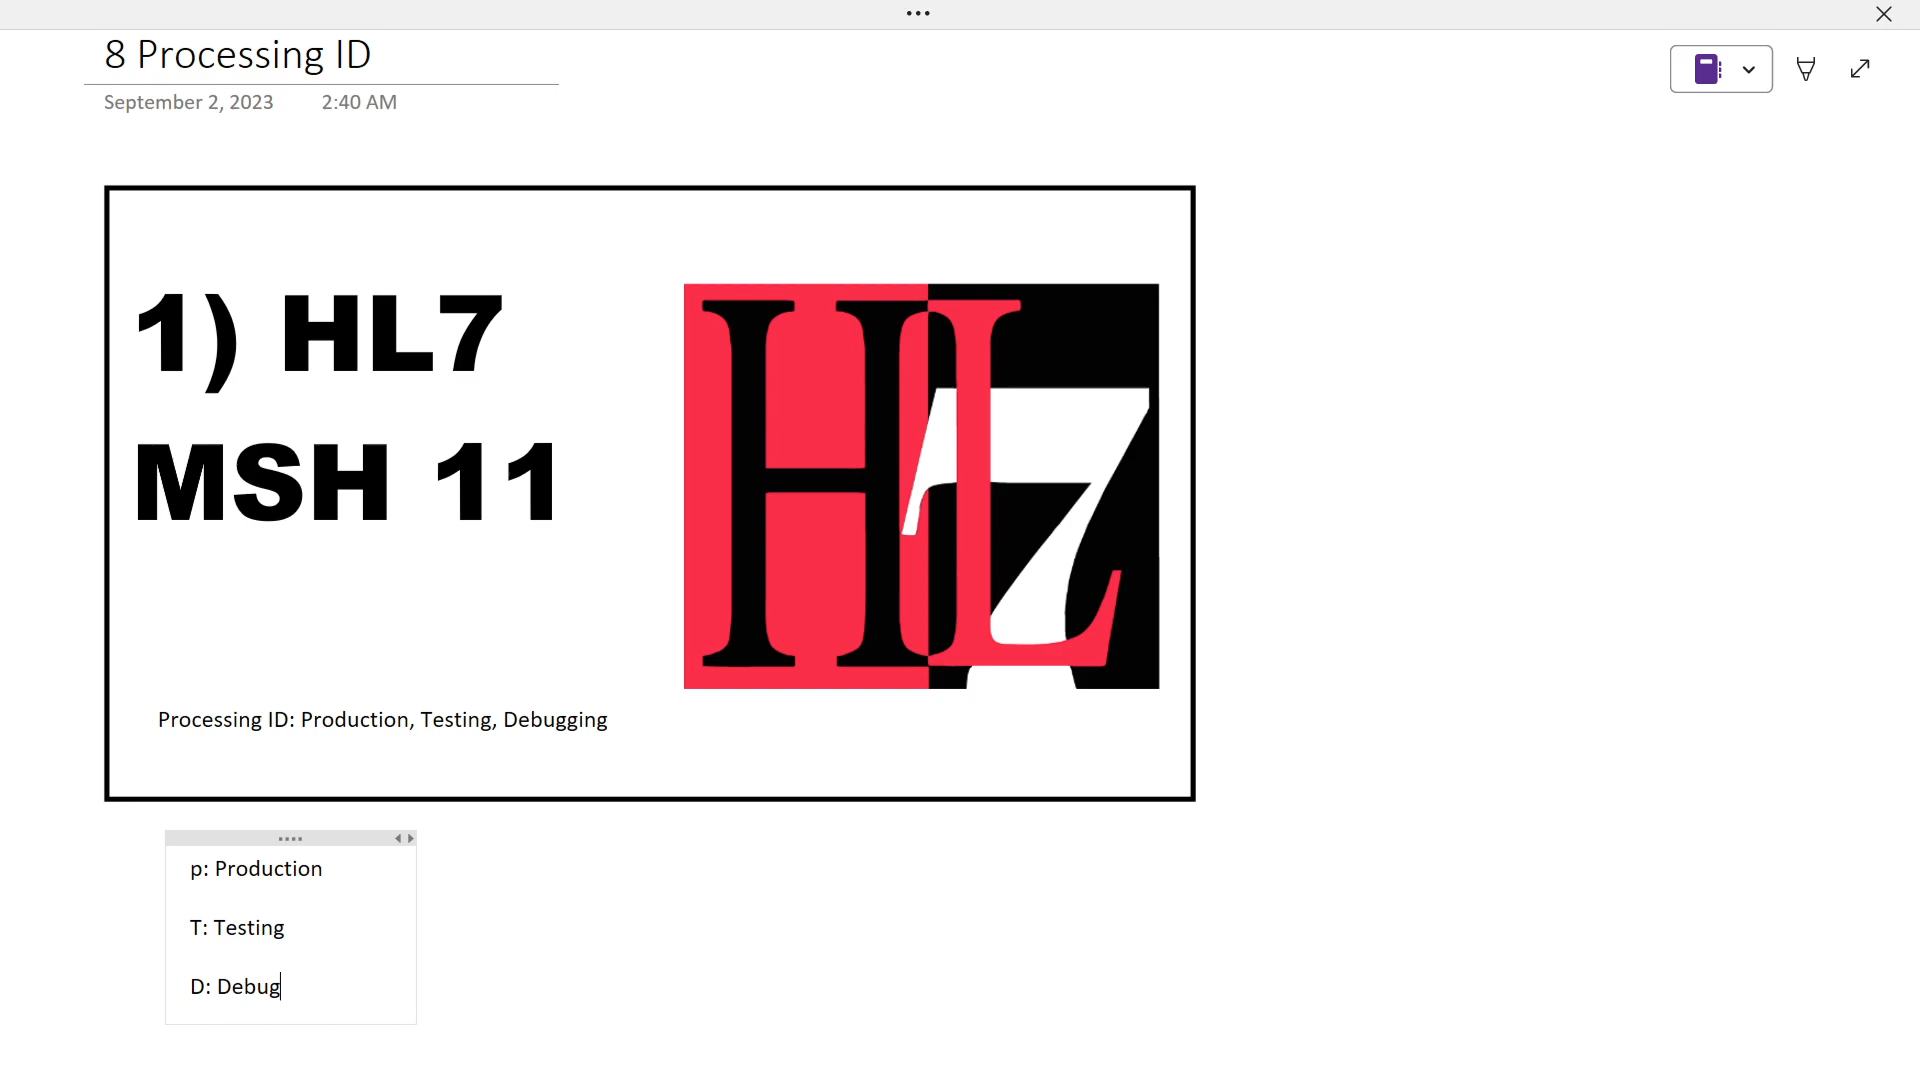 8 Processing ID
September 2, 2023 2:40 AM
1) HL7
MSH 11
HL7
Processing ID: Production, Testing, Debugging
p: Production
T: Testing
D: Debug